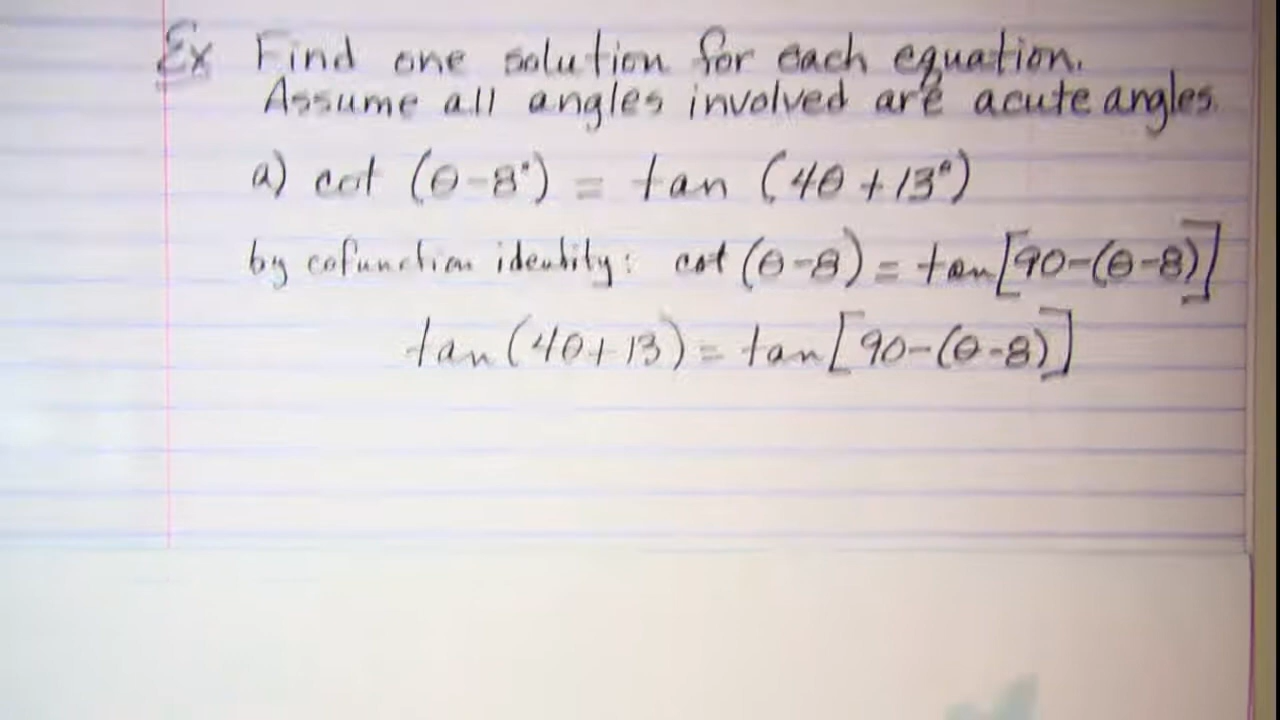 Ex Find one solution for each equation.
Assume all angles involved are acute angles.
a) cot (θ-8°) = tan (4θ+13°)
by cofunction identity: cot (θ-8) = tan[90-(θ-8)]
tan(4θ+13) = tan[90-(θ-8)]